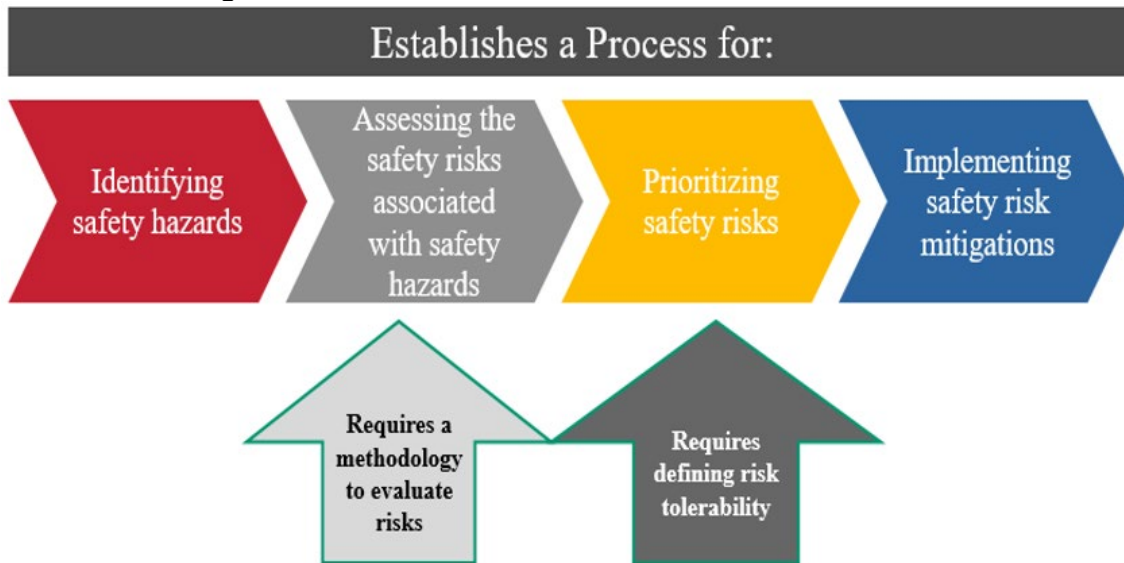 Establishes a Process for:
Identifying
safety hazards
Assessing the
safety risks
associated
with safety
hazards
Prioritizing
safety risks
Implementing
safety risk
mitigations
Requires a
methodology
to evaluate
risks
Requires
defining risk
tolerability